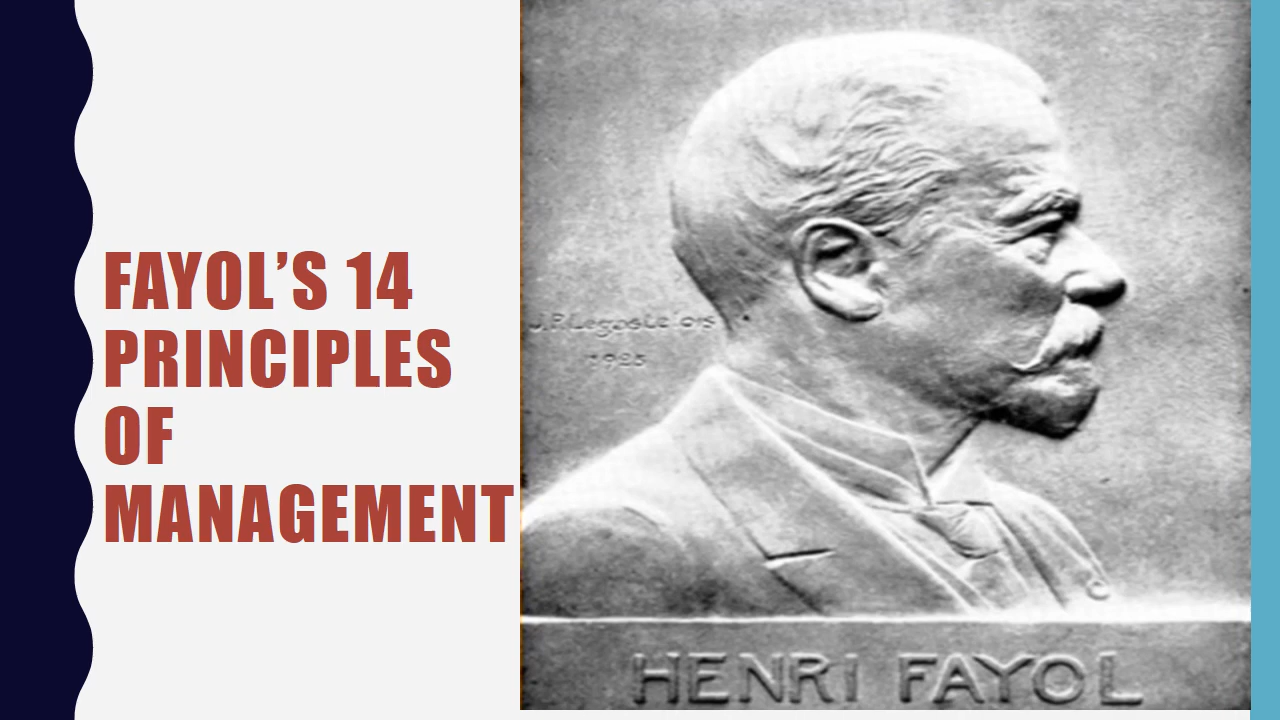 FAYOL’S 14
PRINCIPLES
OF
MANAGEMENT
1925
HENRI FAYOL